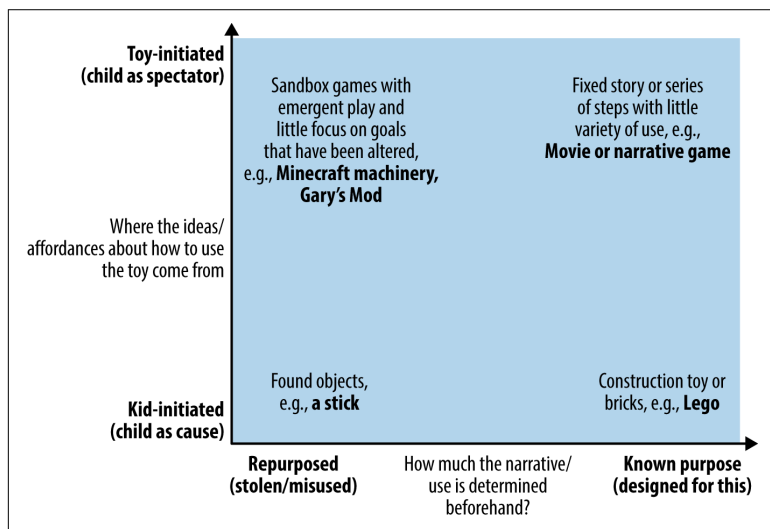 Toy-initiated
(child as spectator)
Sandbox games with
emergent play and
little focus on goals
that have been altered,
e.g., Minecraft machinery,
Gary's Mod
Fixed story or series
of steps with little
variety of use, e.g.,
Movie or narrative game
Where the ideas/
affordances about how to use
the toy come from
Found objects,
e.g., a stick
Construction toy or
bricks, e.g., Lego
Kid-initiated
(child as cause)
Repurposed
(stolen/misused)
How much the narrative/
use is determined
beforehand?
Known purpose
(designed for this)